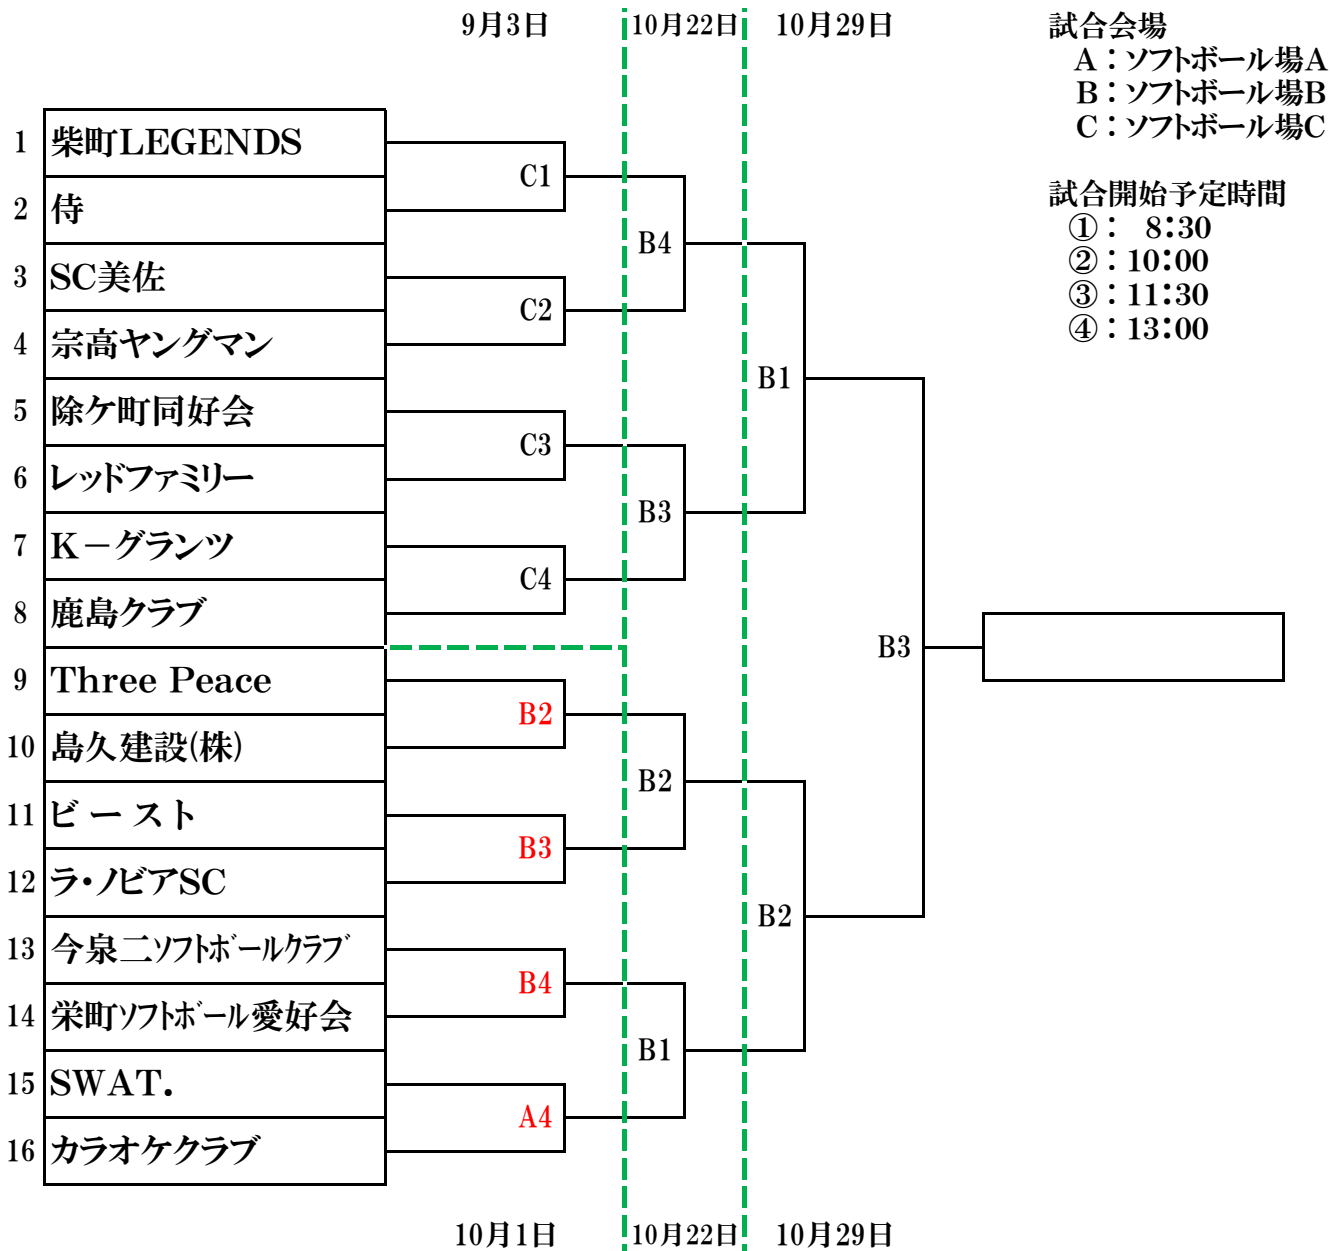 9月3日
10月22日
10月29日
試合会場
A：ソフトボール場A
B：ソフトボール場B
C：ソフトボール場C
試合開始予定時間
①： 8：30
②：10：00
③：11：30
④：13：00
1 柴町LEGENDS
2 侍
3 SC美佐
4 宗高ヤングマン
5 除ケ町同好会
6 レッドファミリー
7 K－グランツ
8 鹿島クラブ
9 Three Peace
10 島久建設(株)
11 ビースト
12 ラ・ノビアSC
13 今泉二ソフトボールクラブ
14 栄町ソフトボール愛好会
15 SWAT.
16 カラオケクラブ
C1
C2
C3
C4
B2
B3
B4
A4
B4
B3
B2
B1
B1
B2
B3
10月1日
10月22日
10月29日